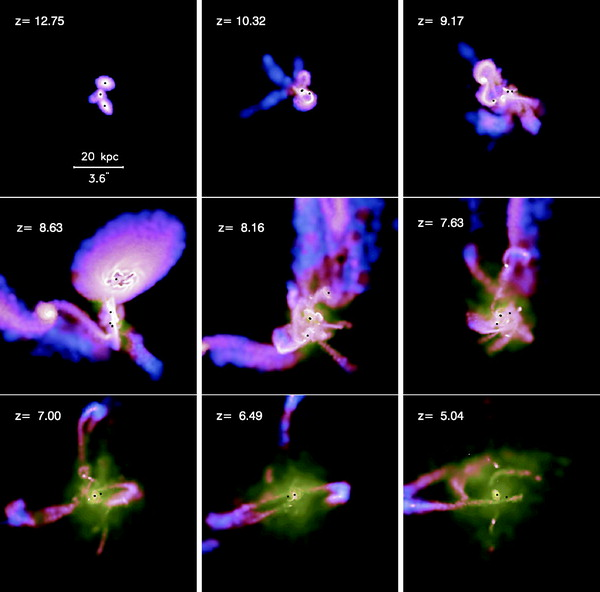 z= 12.75
z= 10.32
z= 9.17
20 kpc
3.6"
z= 8.63
z= 8.16
z= 7.63
z= 7.00
z= 6.49
z= 5.04